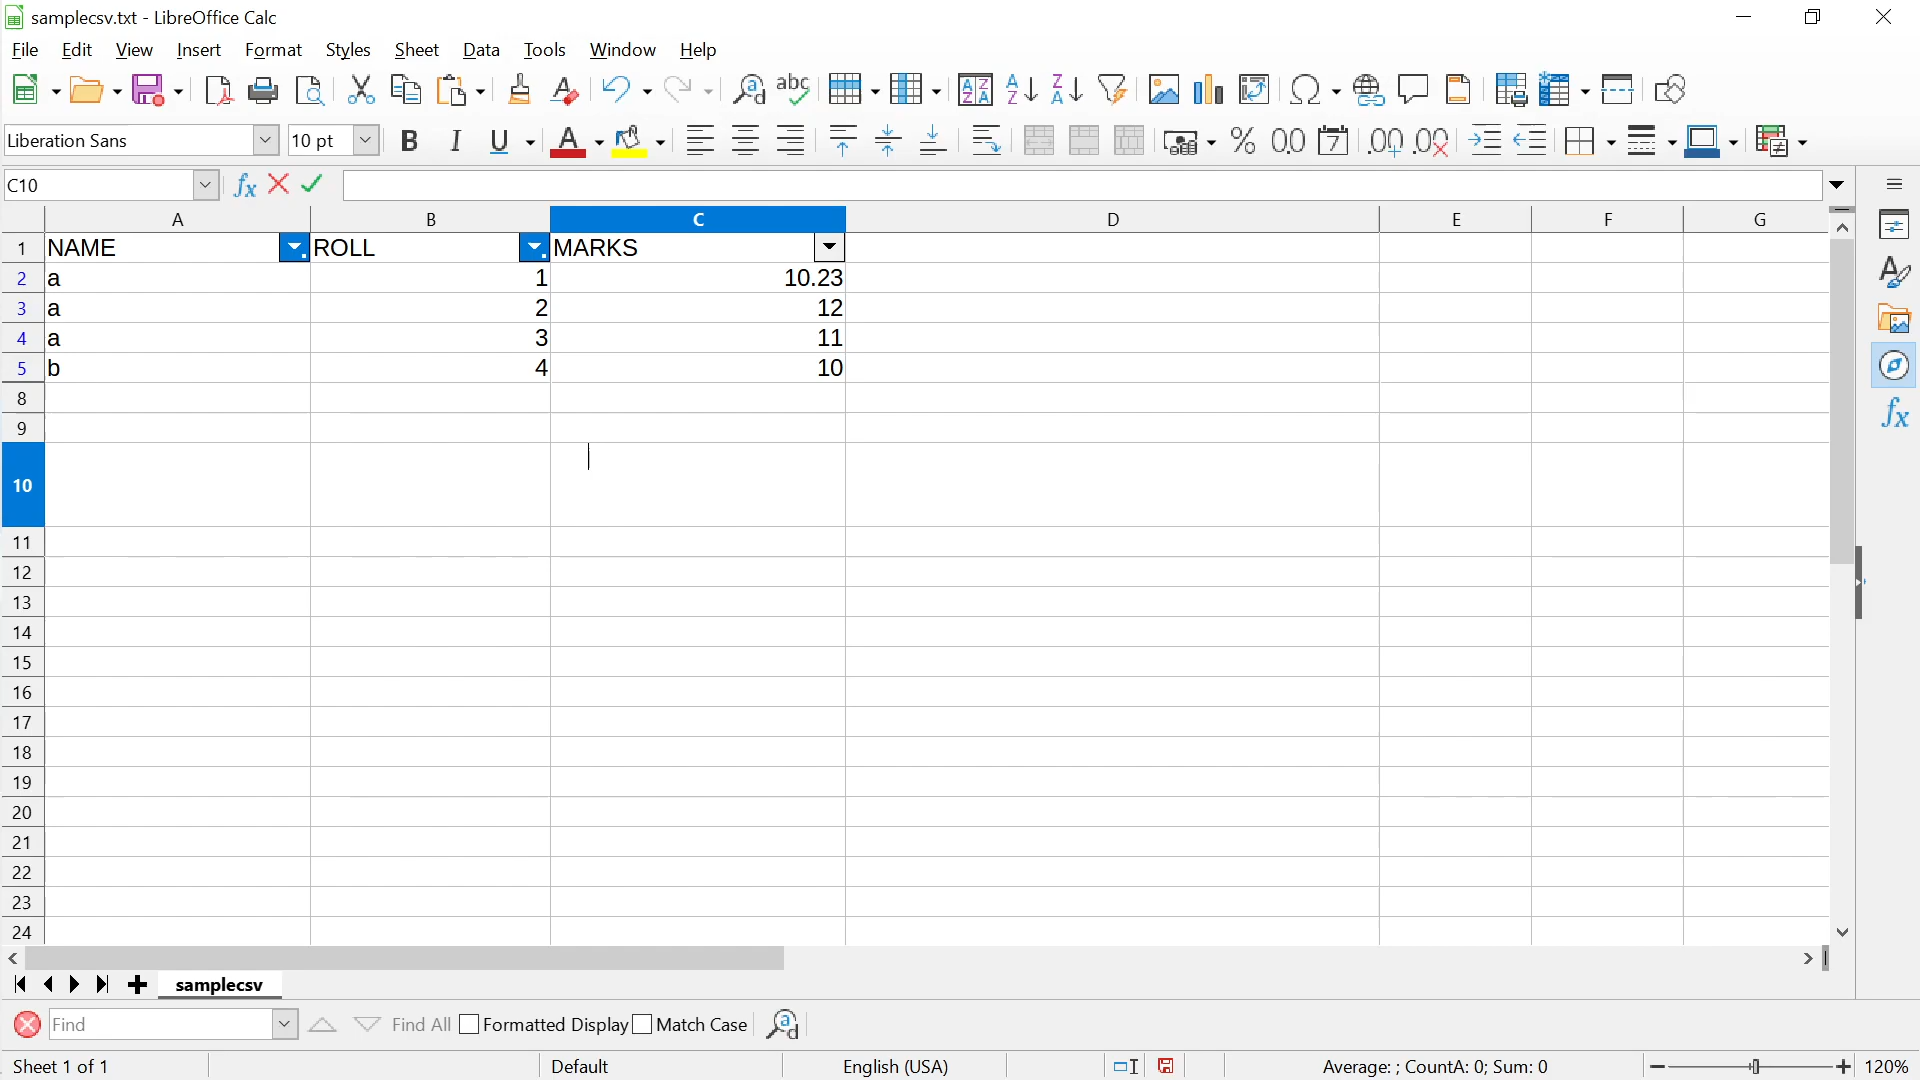 samplecsv.txt - LibreOffice Calc
File Edit View Insert Format Styles Sheet Data Tools Window Help
Liberation Sans 10 pt
C10
A B C D E F G
1 NAME ROLL MARKS
2 a 1 10.23
3 a 2 12
4 a 3 11
5 b 4 10
8
9
10
11
12
13
14
15
16
17
18
19
20
21
22
23
24
samplecsv
Find Find All Formatted Display Match Case
Sheet 1 of 1 Default English (USA) Average: ; CountA: 0; Sum: 0 120%